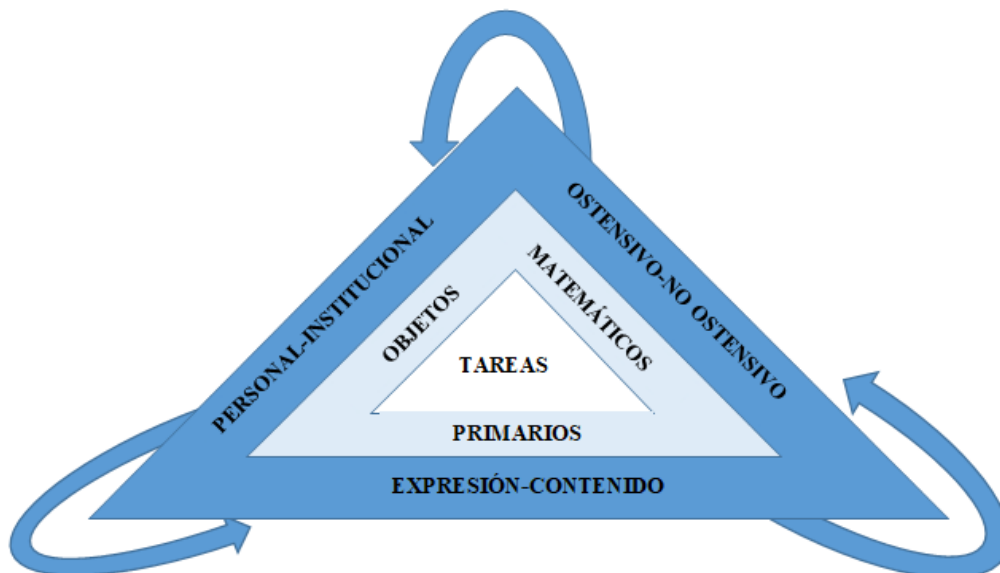 PERSONAL-INSTITUCIONAL
OSTENSIVO-NO OSTENSIVO
OBJETOS
MATEMÁTICOS
TAREAS
PRIMARIOS
EXPRESIÓN-CONTENIDO